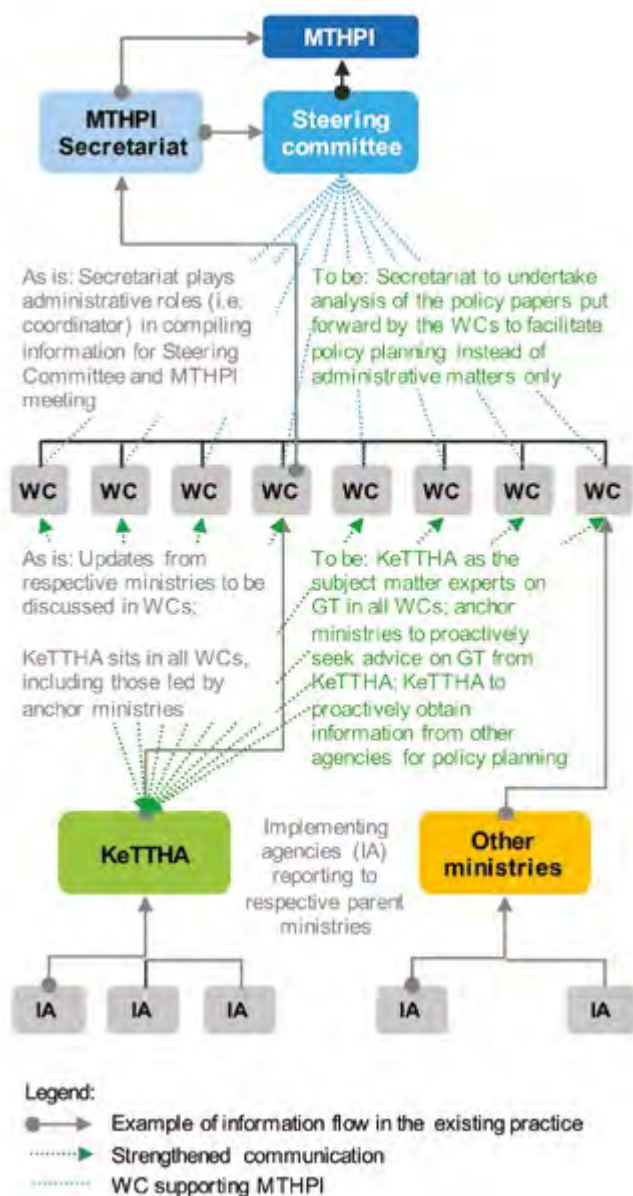 MTHPI
MTHPI
Secretariat
Steering
committee
As is: Secretariat plays
administrative roles (i.e.
coordinator) in compiling
information for Steering
Committee and MTHPI
meeting
To be: Secretariat to undertake
analysis of the policy papers put
forward by the WCs to facilitate
policy planning instead of
administrative matters only
WC WC WC WC WC WC WC WC
As is: Updates from
respective ministries to be
discussed in WCs;
KeTTHA sits in all WCs,
including those led by
anchor ministries
To be: KeTTHA as the
subject matter experts on
GT in all WCs; anchor
ministries to proactively
seek advice on GT from
KeTTHA; KeTTHA to
proactively obtain
information from other
agencies for policy planning
KeTTHA
Implementing
agencies (IA)
reporting to
respective parent
ministries
Other
ministries
IA IA IA IA IA
Legend:
Example of information flow in the existing practice
Strengthened communication
WC supporting MTHPI